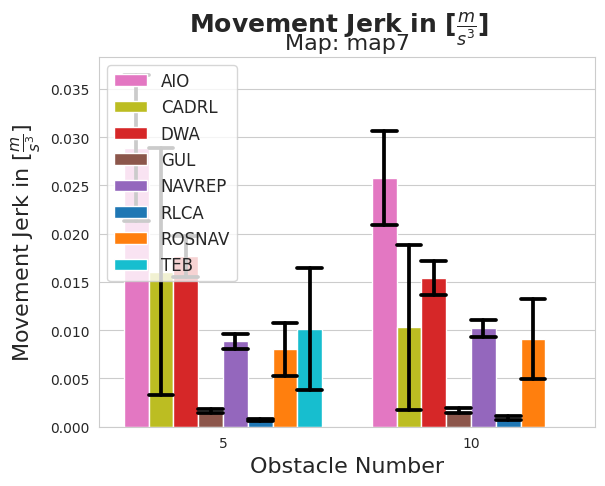 Movement Jerk in [m/s³]
Map: map7
Movement Jerk in [m/s³]
0.035
0.030
0.025
0.020
0.015
0.010
0.005
0.000
AIO
CADRL
DWA
GUL
NAVREP
RLCA
ROSNAV
TEB
5 10
Obstacle Number